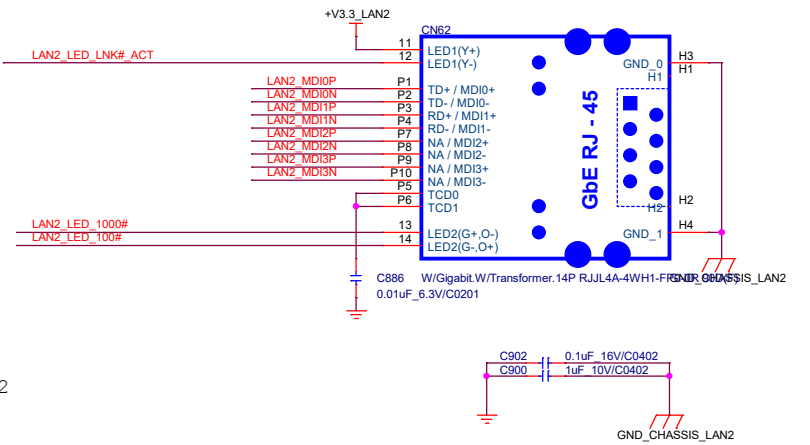 +V3.3_LAN2
CN62
LAN2_LED_LNK#_ACT
11
LED1(Y+)
12
LED1(Y-)
GND_0
H3
H1
H1
LAN2_MDI0P
P1
TD+ / MDI0+
LAN2_MDI0N
P2
TD- / MDI0-
LAN2_MDI1P
P3
RD+ / MDI1+
LAN2_MDI1N
P4
RD- / MDI1-
LAN2_MDI2P
P7
NA / MDI2+
LAN2_MDI2N
P8
NA / MDI2-
LAN2_MDI3P
P9
NA / MDI3+
LAN2_MDI3N
P10
NA / MDI3-
P5
TCD0
P6
TCD1
GbE RJ - 45
H2
H2
LAN2_LED_1000#
13
LED2(G+,O-)
GND_1
H4
LAN2_LED_100#
14
LED2(G-,O+)
C886
W/Gigabit.W/Transformer.14P RJJL4A-4WH1-
GND_CHASSIS_LAN2
0.01uF_6.3V/C0201
C902
0.1uF_16V/C0402
C900
1uF_10V/C0402
2
GND_CHASSIS_LAN2